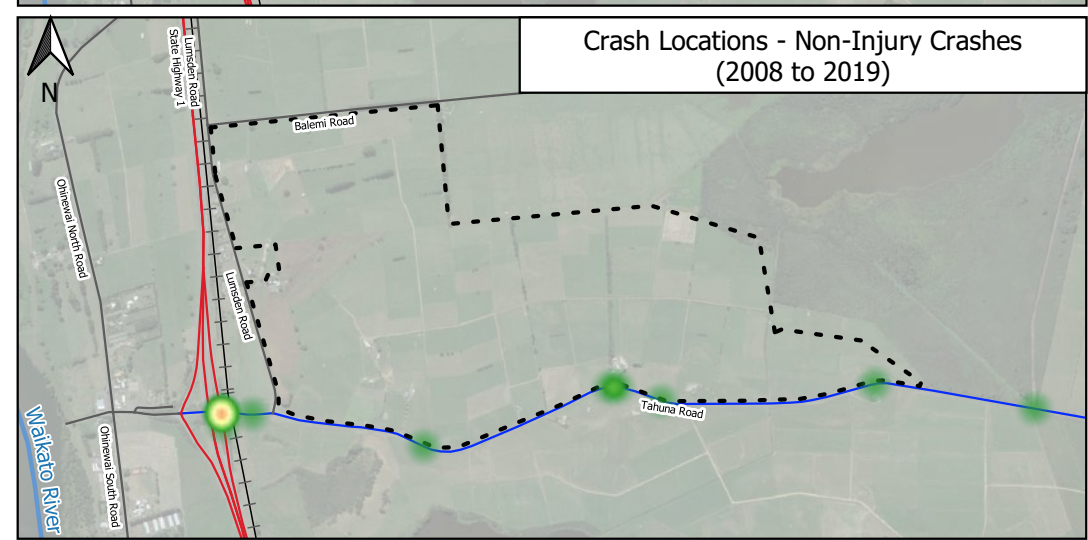 Crash Locations - Non-Injury Crashes
(2008 to 2019)
N
Lumsden Road
State Highway 1
Balemi Road
Ohinewai North Road
Lumsden Road
Tahuna Road
Waikato River
Ohinewai South Road